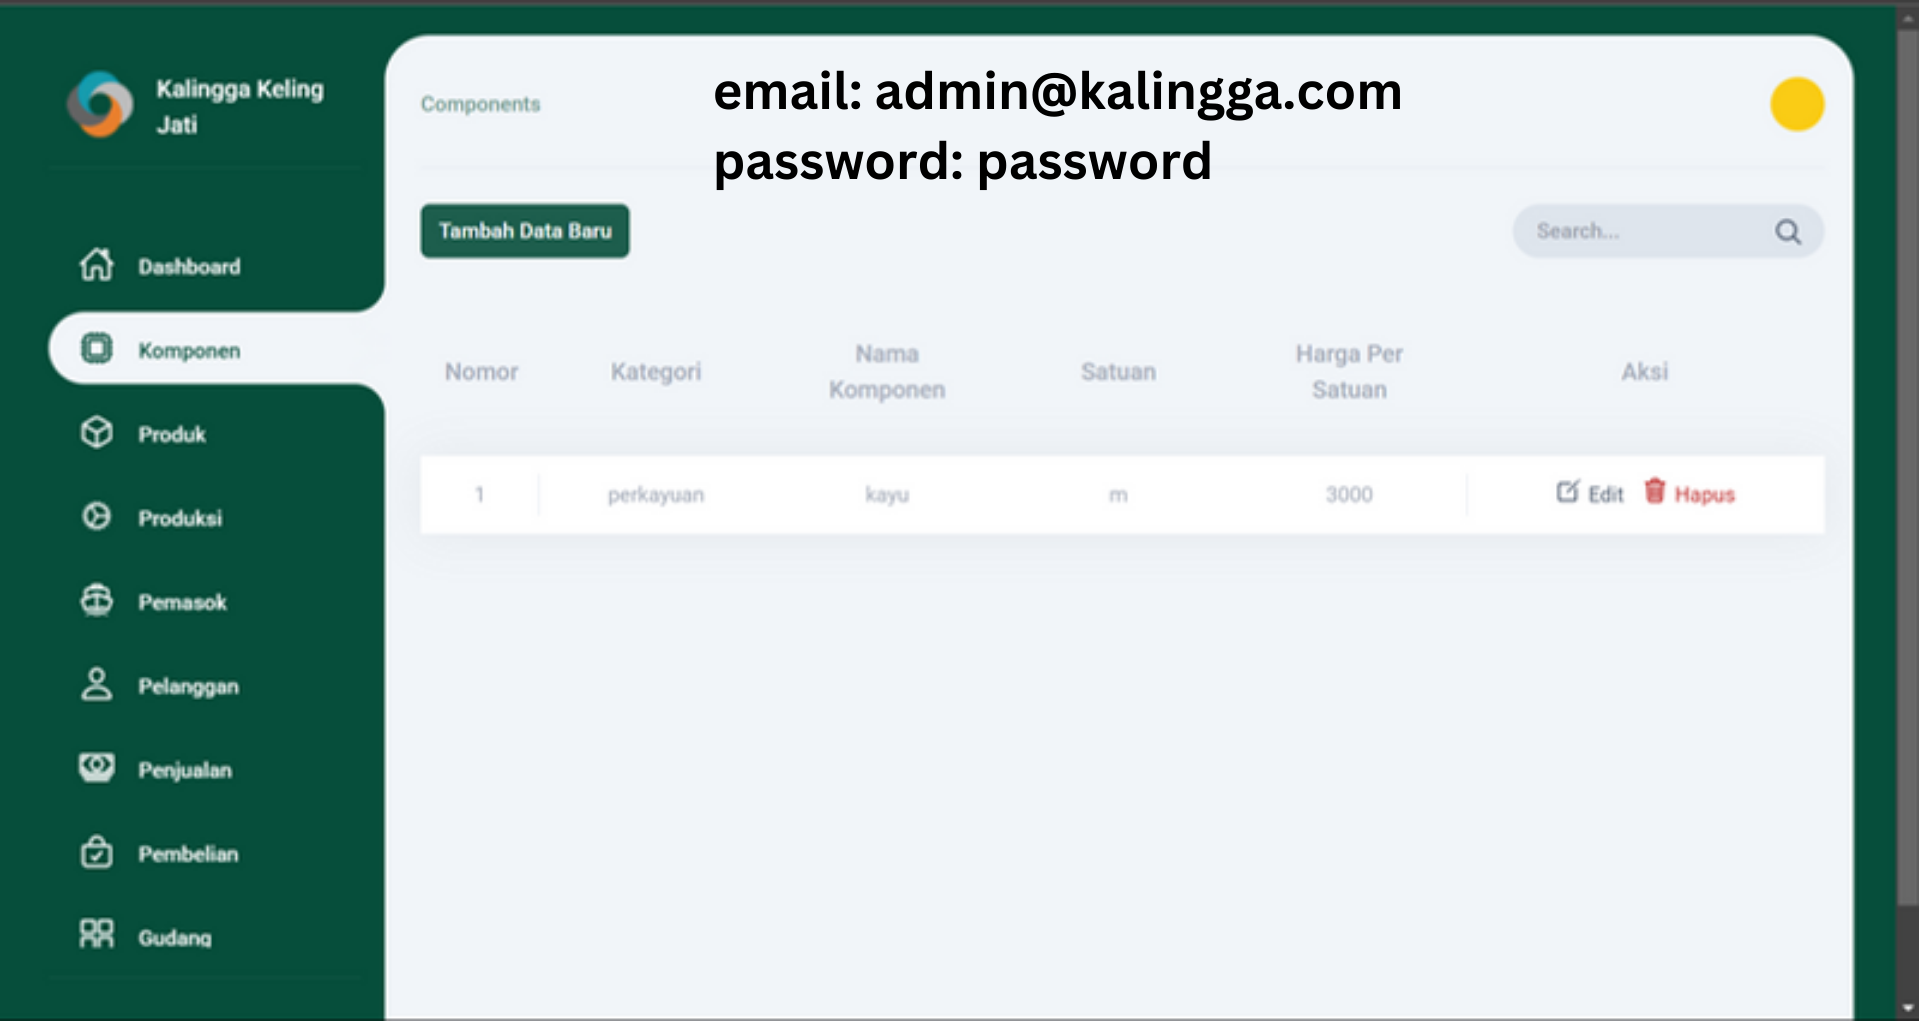 Kalingga Keling
Jati
Dashboard
Komponen
Produk
Produksi
Pemasok
Pelanggan
Penjualan
Pembelian
Gudang
Components
email: admin@kalingga.com
password: password
Tambah Data Baru
Search...
Nomor Kategori Nama Komponen Satuan Harga Per Satuan Aksi
1 perkayuan kayu m 3000 Edit Hapus